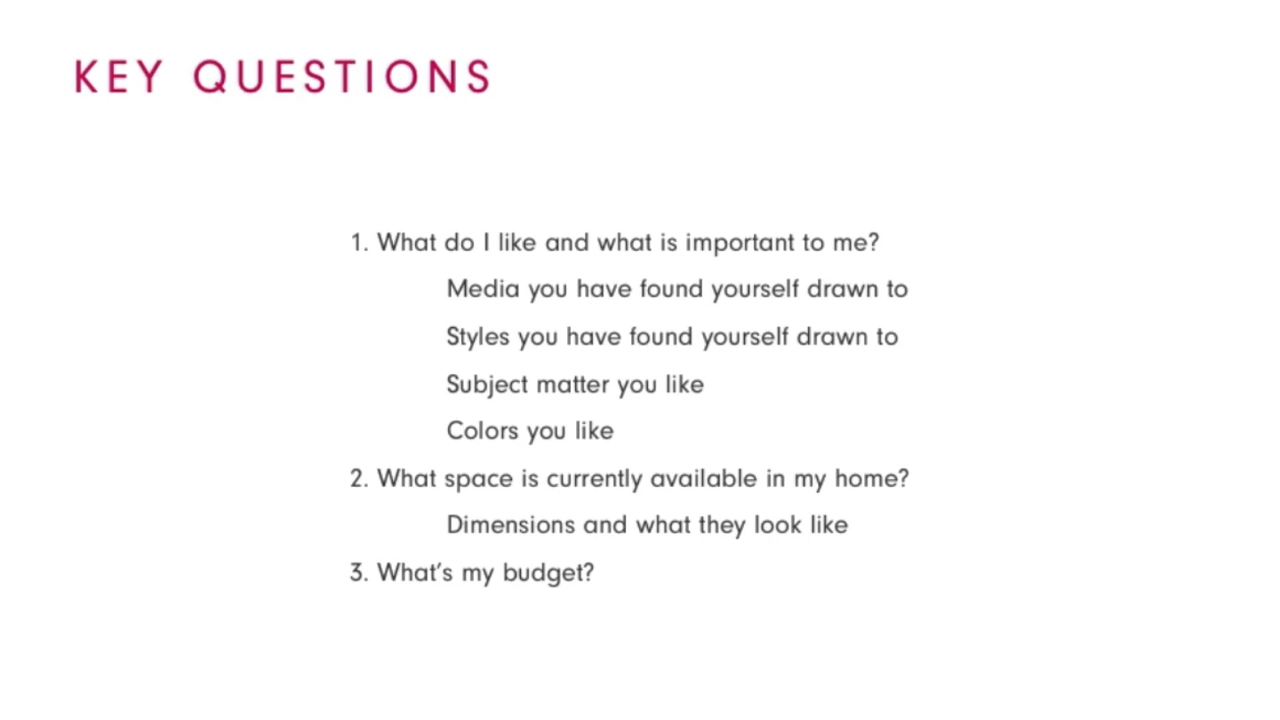 KEY QUESTIONS
1. What do I like and what is important to me?
Media you have found yourself drawn to
Styles you have found yourself drawn to
Subject matter you like
Colors you like
2. What space is currently available in my home?
Dimensions and what they look like
3. What's my budget?